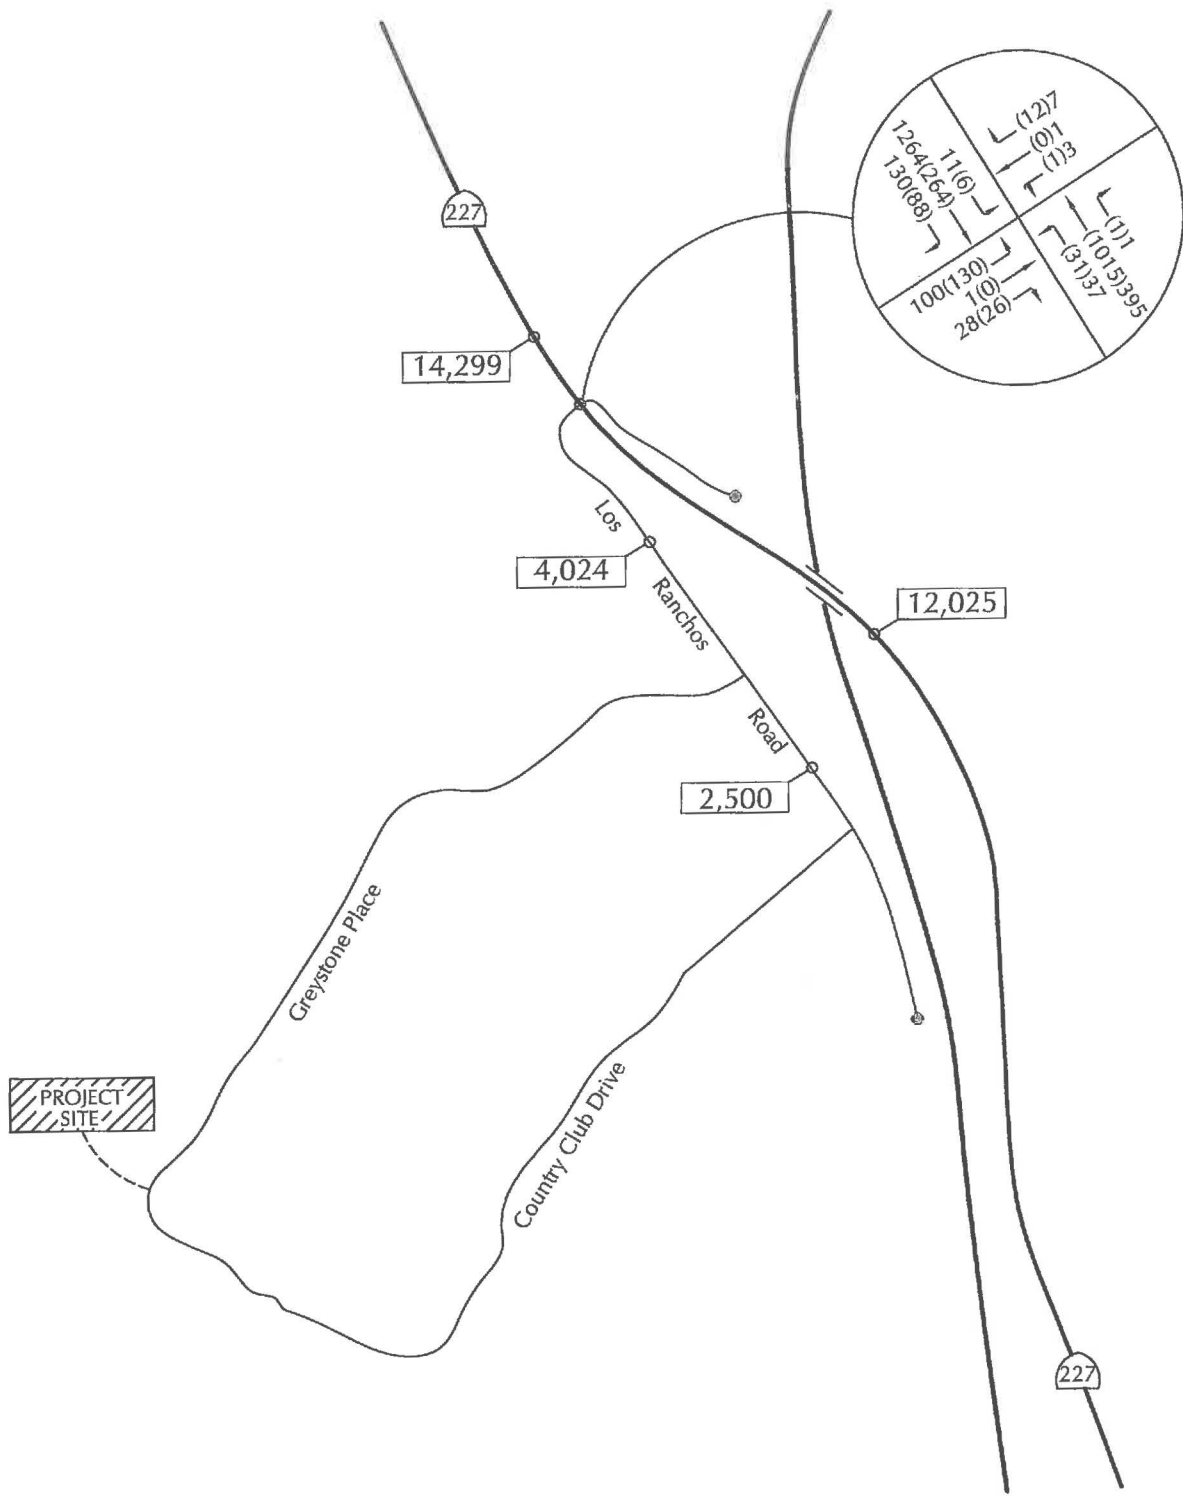 (12)7
(0)1
(1)3
11(6)
1264(264)
130(88)
(1)1
(1015)395
(31)37
100(130)
1(0)
28(26)
227
14,299
Los
4,024
Ranchos
12,025
Road
2,500
Greystone Place
Country Club Drive
PROJECT
SITE
227